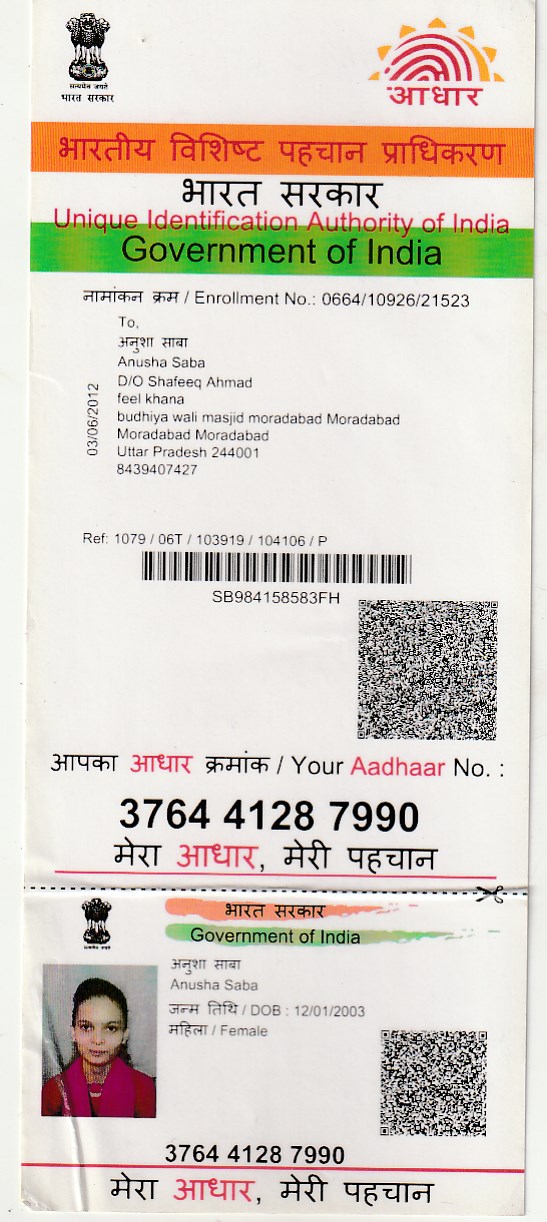 सत्यमेव जयते
भारत सरकार
आधार
भारतीय विशिष्ट पहचान प्राधिकरण
भारत सरकार
Unique Identification Authority of India
Government of India
नामांकन क्रम / Enrollment No.: 0664/10926/21523
To,
अनुशा साबा
Anusha Saba
D/O Shafeeq Ahmad
feel khana
budhiya wali masjid moradabad Moradabad
Moradabad Moradabad
Uttar Pradesh 244001
8439407427
03/06/2012
Ref: 1079 / 06T / 103919 / 104106 / P
SB984158583FH
आपका आधार क्रमांक / Your Aadhaar No. :
3764 4128 7990
मेरा आधार, मेरी पहचान
भारत सरकार
Government of India
अनुशा साबा
Anusha Saba
जन्म तिथि / DOB : 12/01/2003
महिला / Female
3764 4128 7990
मेरा आधार, मेरी पहचान